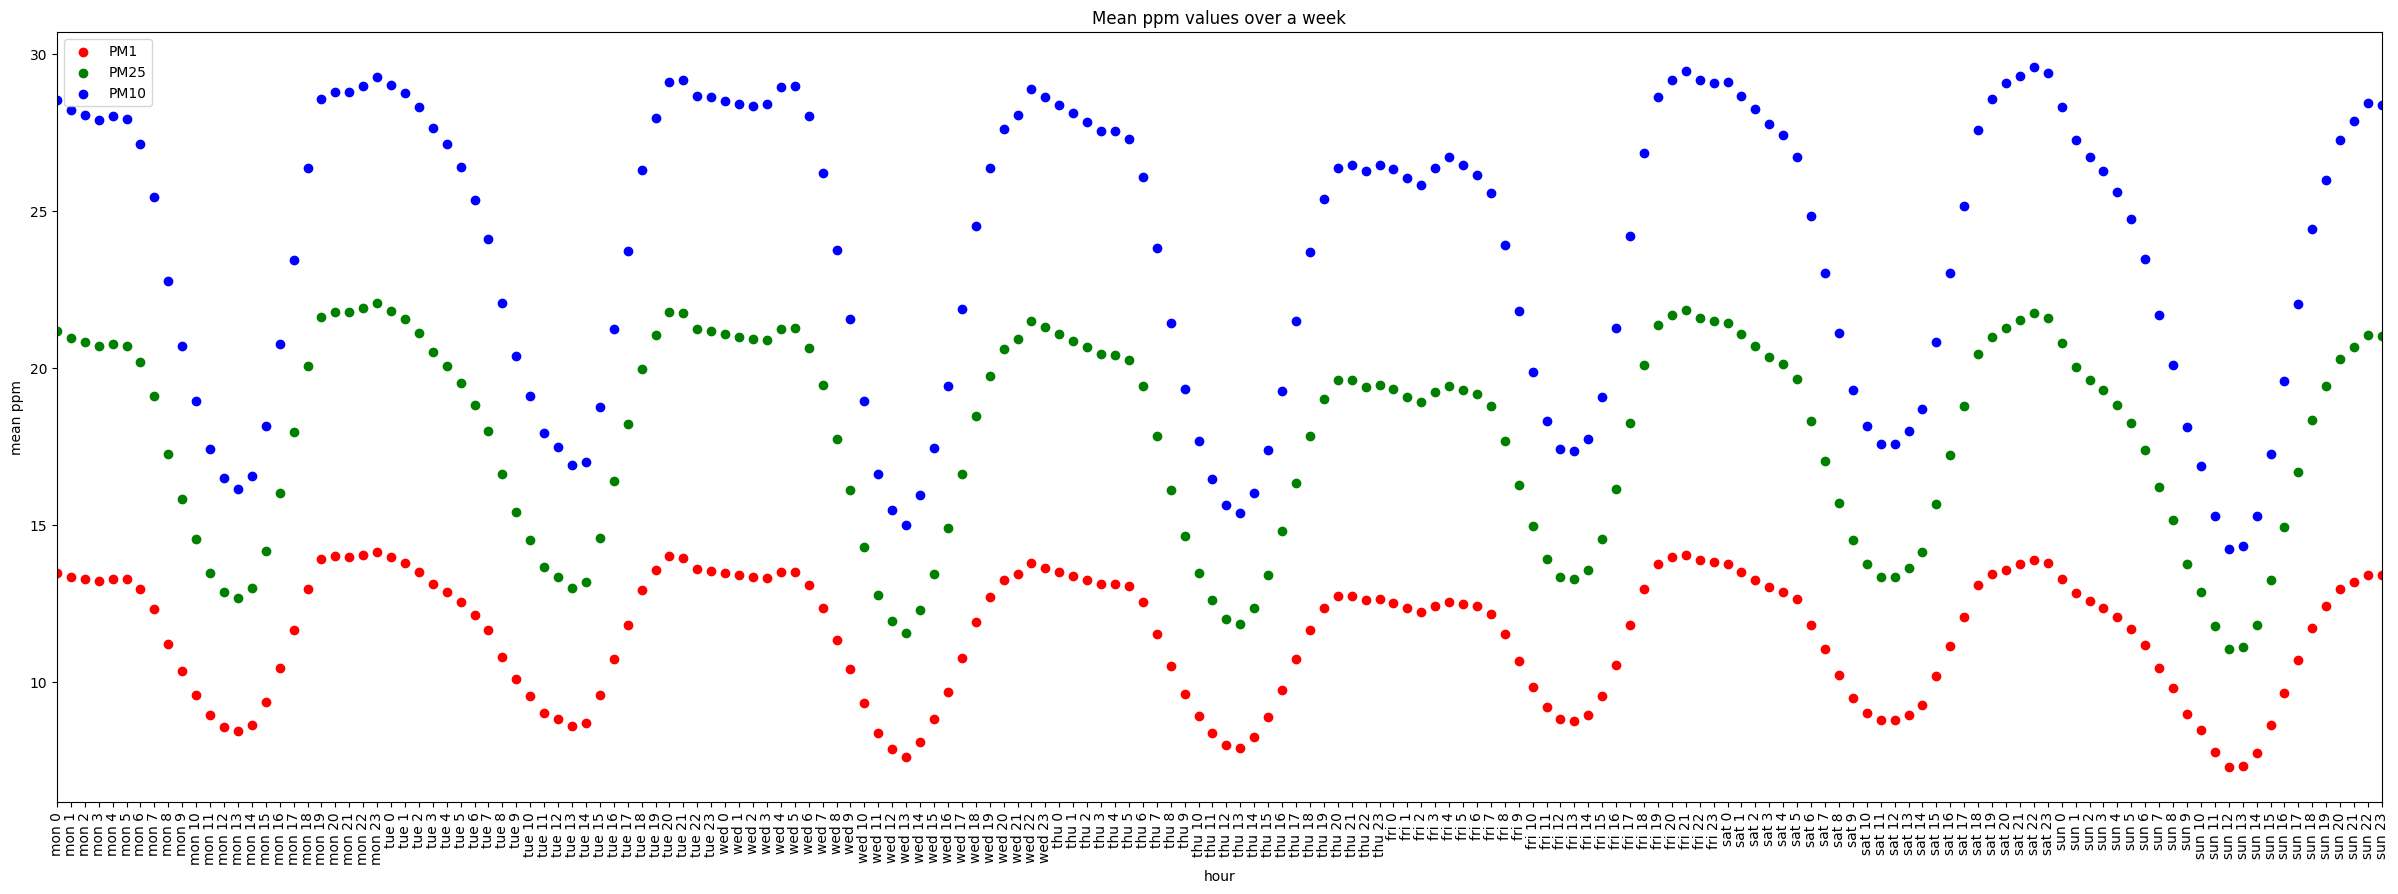 Mean ppm values over a week
PM1
PM25
PM10
30
25
20
15
10
mean ppm
mon 0
mon 1
mon 2
mon 3
mon 4
mon 5
mon 6
mon 7
mon 8
mon 9
mon 10
mon 11
mon 12
mon 13
mon 14
mon 15
mon 16
mon 17
mon 18
mon 19
mon 20
mon 21
mon 22
mon 23
tue 0
tue 1
tue 2
tue 3
tue 4
tue 5
tue 6
tue 7
tue 8
tue 9
tue 10
tue 11
tue 12
tue 13
tue 14
tue 15
tue 16
tue 17
tue 18
tue 19
tue 20
tue 21
tue 22
tue 23
wed 0
wed 1
wed 2
wed 3
wed 4
wed 5
wed 6
wed 7
wed 8
wed 9
wed 10
wed 11
wed 12
wed 13
wed 14
wed 15
wed 16
wed 17
wed 18
wed 19
wed 20
wed 21
wed 22
wed 23
thu 0
thu 1
thu 2
thu 3
thu 4
thu 5
thu 6
thu 7
thu 8
thu 9
thu 10
thu 11
thu 12
thu 13
thu 14
thu 15
thu 16
thu 17
thu 18
thu 19
thu 20
thu 21
thu 22
thu 23
fri 0
fri 1
fri 2
fri 3
fri 4
fri 5
fri 6
fri 7
fri 8
fri 9
fri 10
fri 11
fri 12
fri 13
fri 14
fri 15
fri 16
fri 17
fri 18
fri 19
fri 20
fri 21
fri 22
fri 23
sat 0
sat 1
sat 2
sat 3
sat 4
sat 5
sat 6
sat 7
sat 8
sat 9
sat 10
sat 11
sat 12
sat 13
sat 14
sat 15
sat 16
sat 17
sat 18
sat 19
sat 20
sat 21
sat 22
sat 23
sun 0
sun 1
sun 2
sun 3
sun 4
sun 5
sun 6
sun 7
sun 8
sun 9
sun 10
sun 11
sun 12
sun 13
sun 14
sun 15
sun 16
sun 17
sun 18
sun 19
sun 20
sun 21
sun 22
sun 23
hour